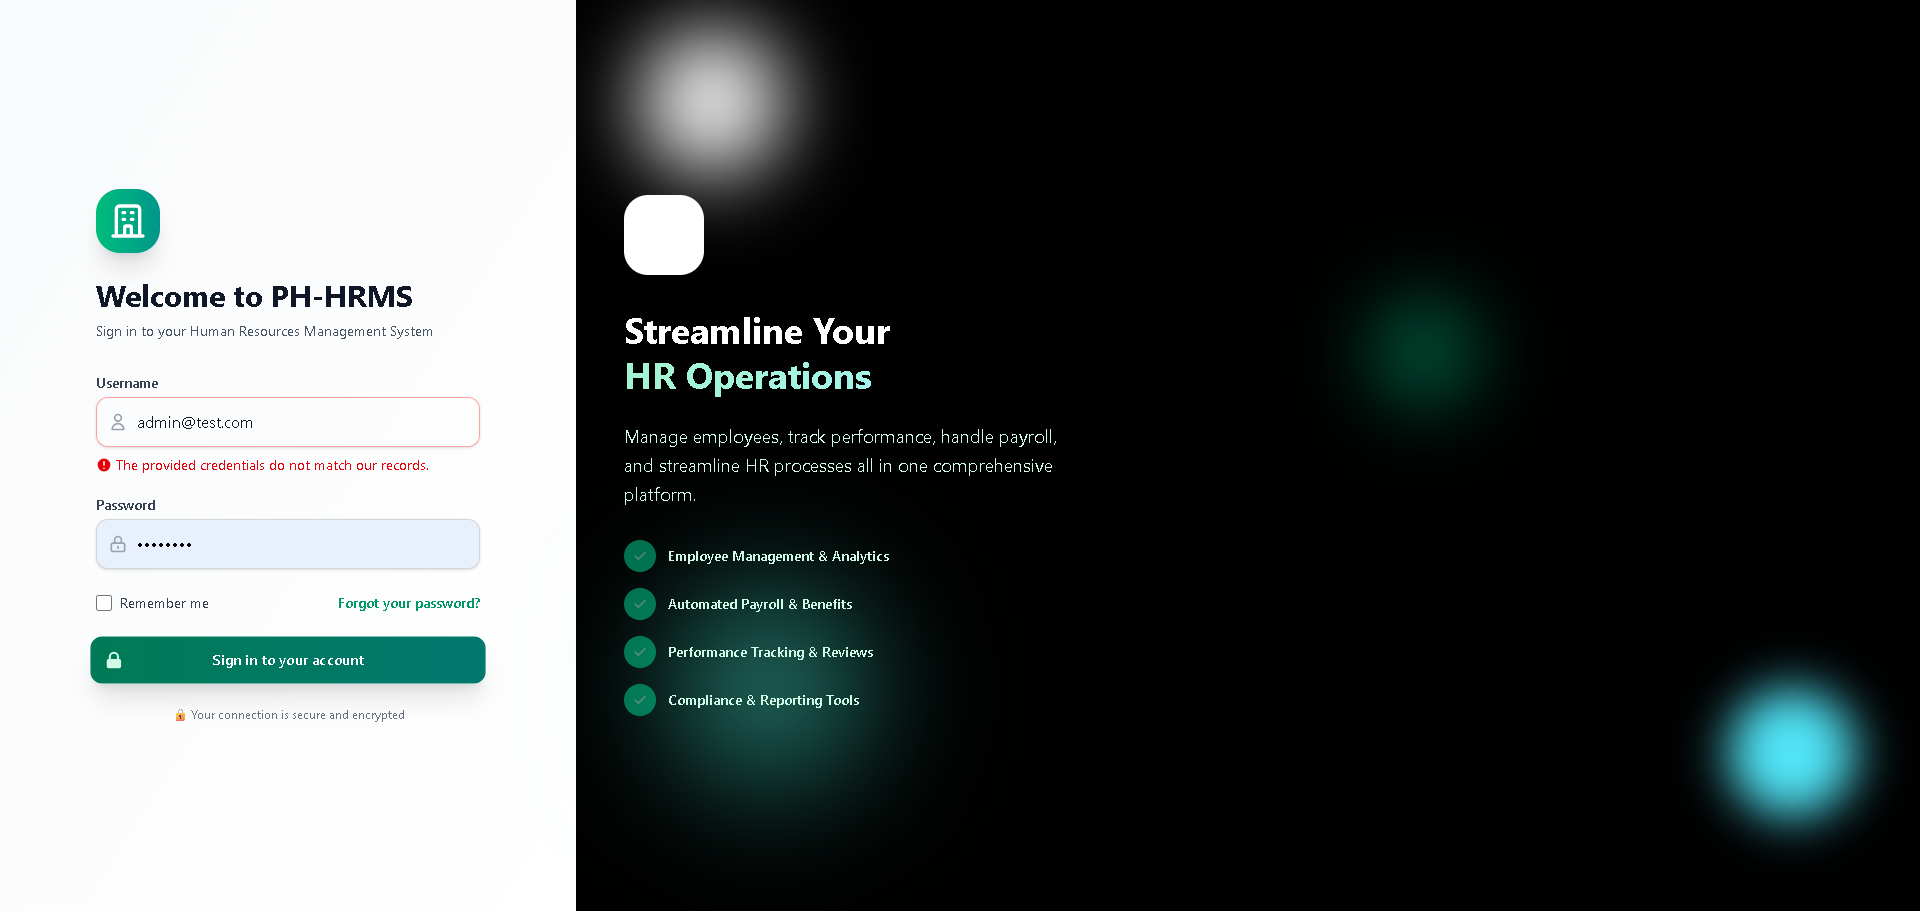 Welcome to PH-HRMS
Sign in to your Human Resources Management System
Username
admin@test.com
The provided credentials do not match our records.
Password
••••••••
Remember me
Forgot your password?
Sign in to your account
🔒 Your connection is secure and encrypted
Streamline Your
HR Operations
Manage employees, track performance, handle payroll,
and streamline HR processes all in one comprehensive
platform.
Employee Management & Analytics
Automated Payroll & Benefits
Performance Tracking & Reviews
Compliance & Reporting Tools